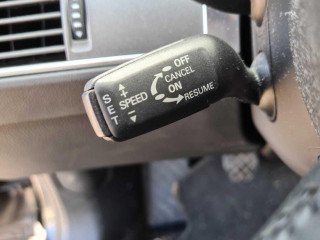 OFF
CANCEL
ON
RESUME
SET
+
SPEED
−